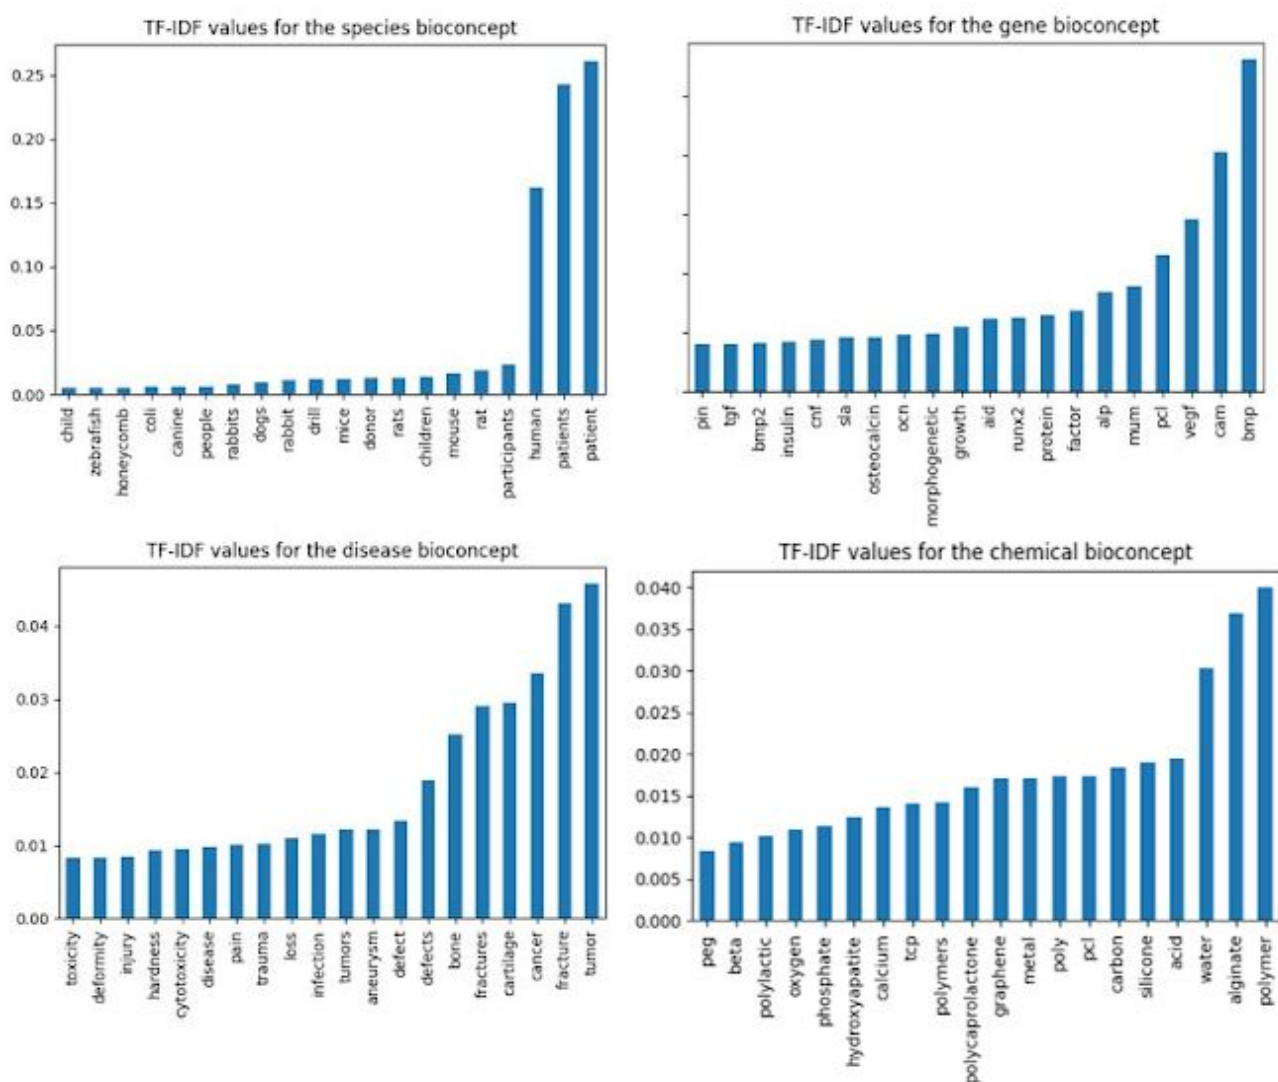 TF-IDF values for the species bioconcept
0.25
0.20
0.15
0.10
0.05
0.00
child
zebrafish
honeycomb
coli
canine
people
rabbits
dogs
rabbit
drill
mice
donor
rats
children
mouse
rat
participants
human
patients
patient
TF-IDF values for the gene bioconcept
pin
tgf
bmp2
insulin
cnf
sla
osteocalcin
ocn
morphogenetic
growth
aid
runx2
protein
factor
alp
mum
pcl
vegf
cam
bmp
TF-IDF values for the disease bioconcept
0.04
0.03
0.02
0.01
0.00
toxicity
deformity
injury
hardness
cytotoxicity
disease
pain
trauma
loss
infection
tumors
aneurysm
defect
defects
bone
fractures
cartilage
cancer
fracture
tumor
TF-IDF values for the chemical bioconcept
0.040
0.035
0.030
0.025
0.020
0.015
0.010
0.005
0.000
peg
beta
polylactic
oxygen
phosphate
hydroxyapatite
calcium
tcp
polymers
polycaprolactone
graphene
metal
poly
pcl
carbon
silicone
acid
water
alginate
polymer